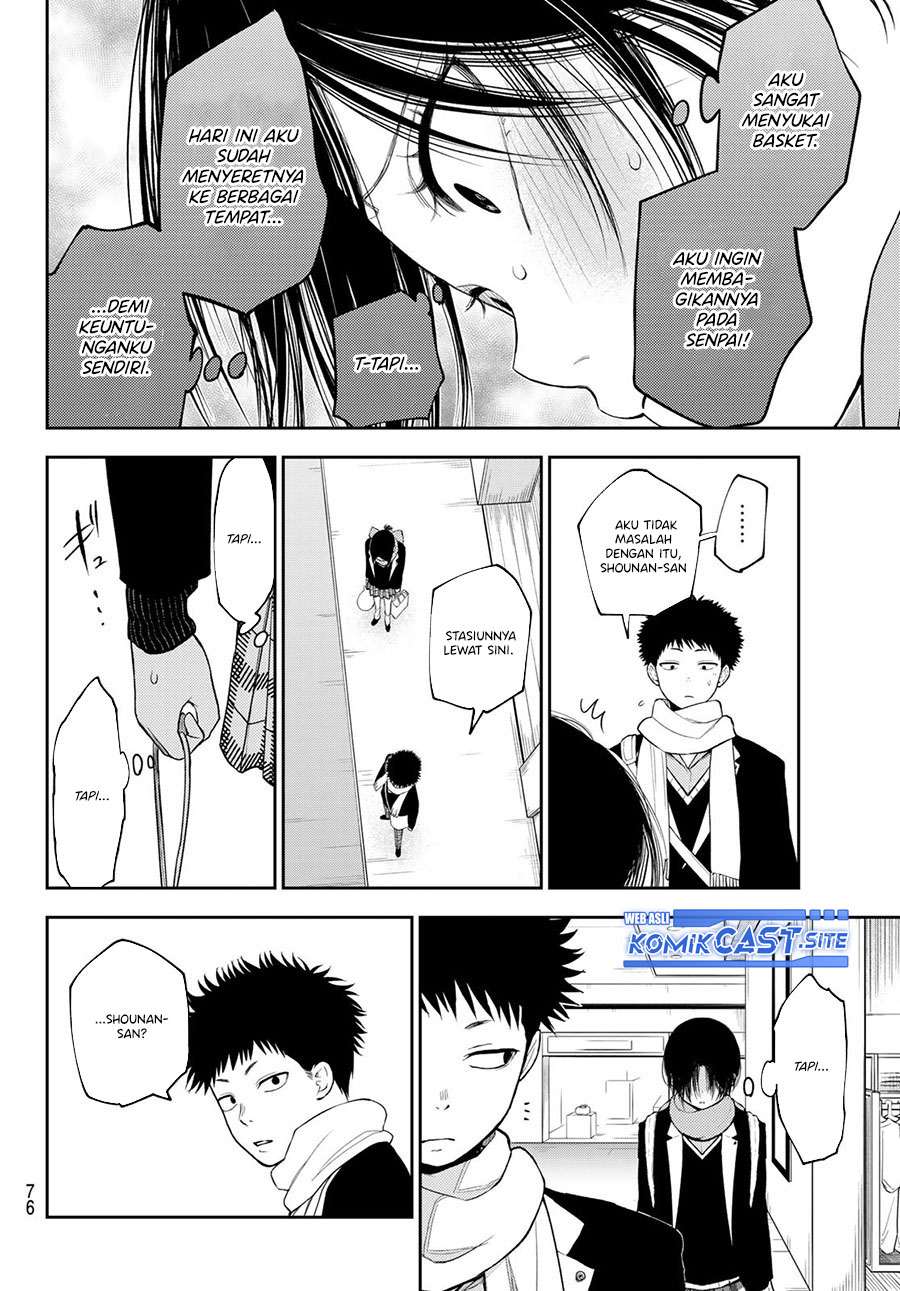 AKU
SANGAT
MENYUKAI
BASKET.
AKU INGIN
MEMBA-
GIKANNYA
PADA
SENPAI!
T-TAPI...
HARI INI AKU
SUDAH
MENYERETNYA
KE BERBAGAI
TEMPAT...
...DEMI
KEUNTU-
NGANKU
SENDIRI.
......
AKU TIDAK
MASALAH
DENGAN ITU,
SHOUNAN-SAN
STASIUNNYA
LEWAT SINI.
TAPI...
ギュ...
TAPI...
WEB ASLI
KOMIKCAST.SITE
TAPI...
...SHOUNAN-
SAN?
76